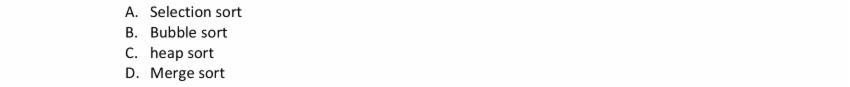 A. Selection sort
B. Bubble sort
C. heap sort
D. Merge sort